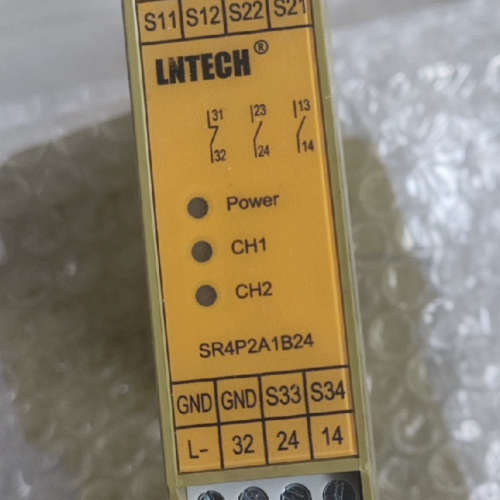 S11 S12 S22 S21
LNTECH®
31 23 13
32 24 14
Power
CH1
CH2
SR4P2A1B24
GND GND S33 S34
L- 32 24 14